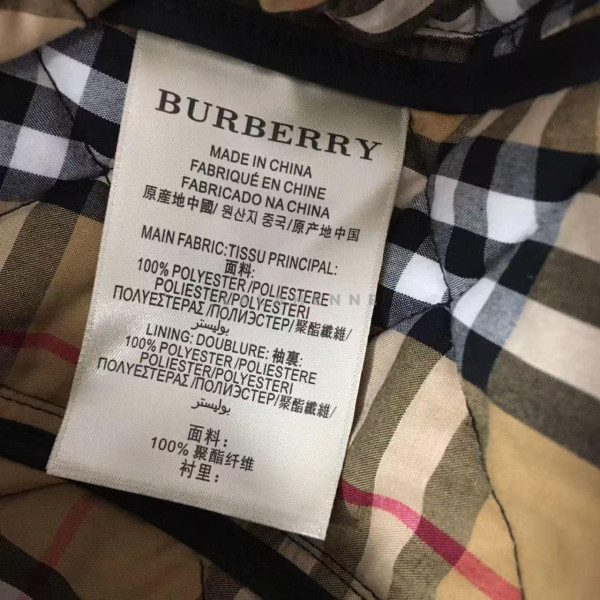 BURBERRY
MADE IN CHINA
FABRIQUÉ EN CHINE
FABRICADO NA CHINA
原産地中國/ 원산지 중국/原产地中国
MAIN FABRIC:TISSU PRINCIPAL:
面料:
100% POLYESTER/POLIESTERE
POLIESTER/POLYESTERI
ΠΟΛΥΕΣΤΕΡΑΣ /ПОЛИЭСТЕР/聚酯纖維/
بوليستر
LINING: DOUBLURE: 袖裏:
100% POLYESTER /POLIESTERE
POLIESTER/POLYESTERI
ΠΟΛΥΕΣΤΕΡΑΣ /ПОЛИЭСТЕР/聚酯纖維/
بوليستر
面料:
100% 聚酯纤维
衬里: